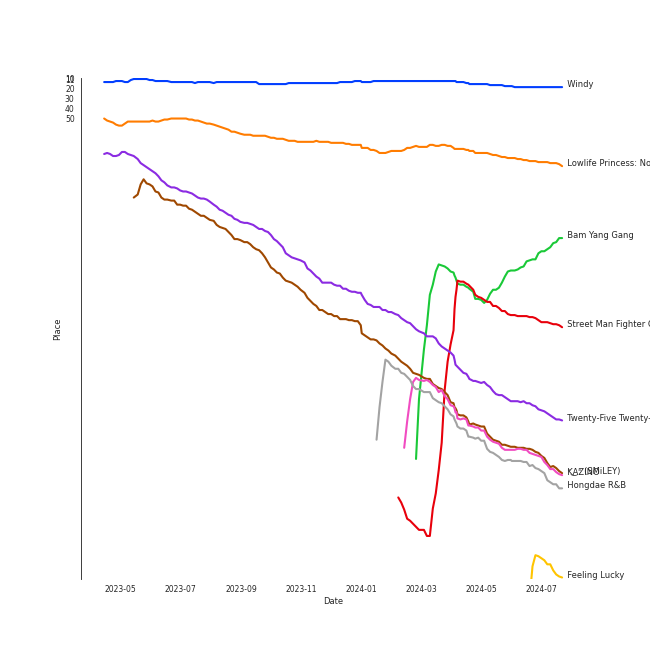 10
20
30
40
50
Windy
Lowlife Princess: No
Bam Yang Gang
Street Man Fighter
Twenty-Five Twenty-
KAZINO
(SMiLEY)
Hongdae R&B
Feeling Lucky
Place
2023-05 2023-07 2023-09 2023-11 2024-01 2024-03 2024-05 2024-07
Date